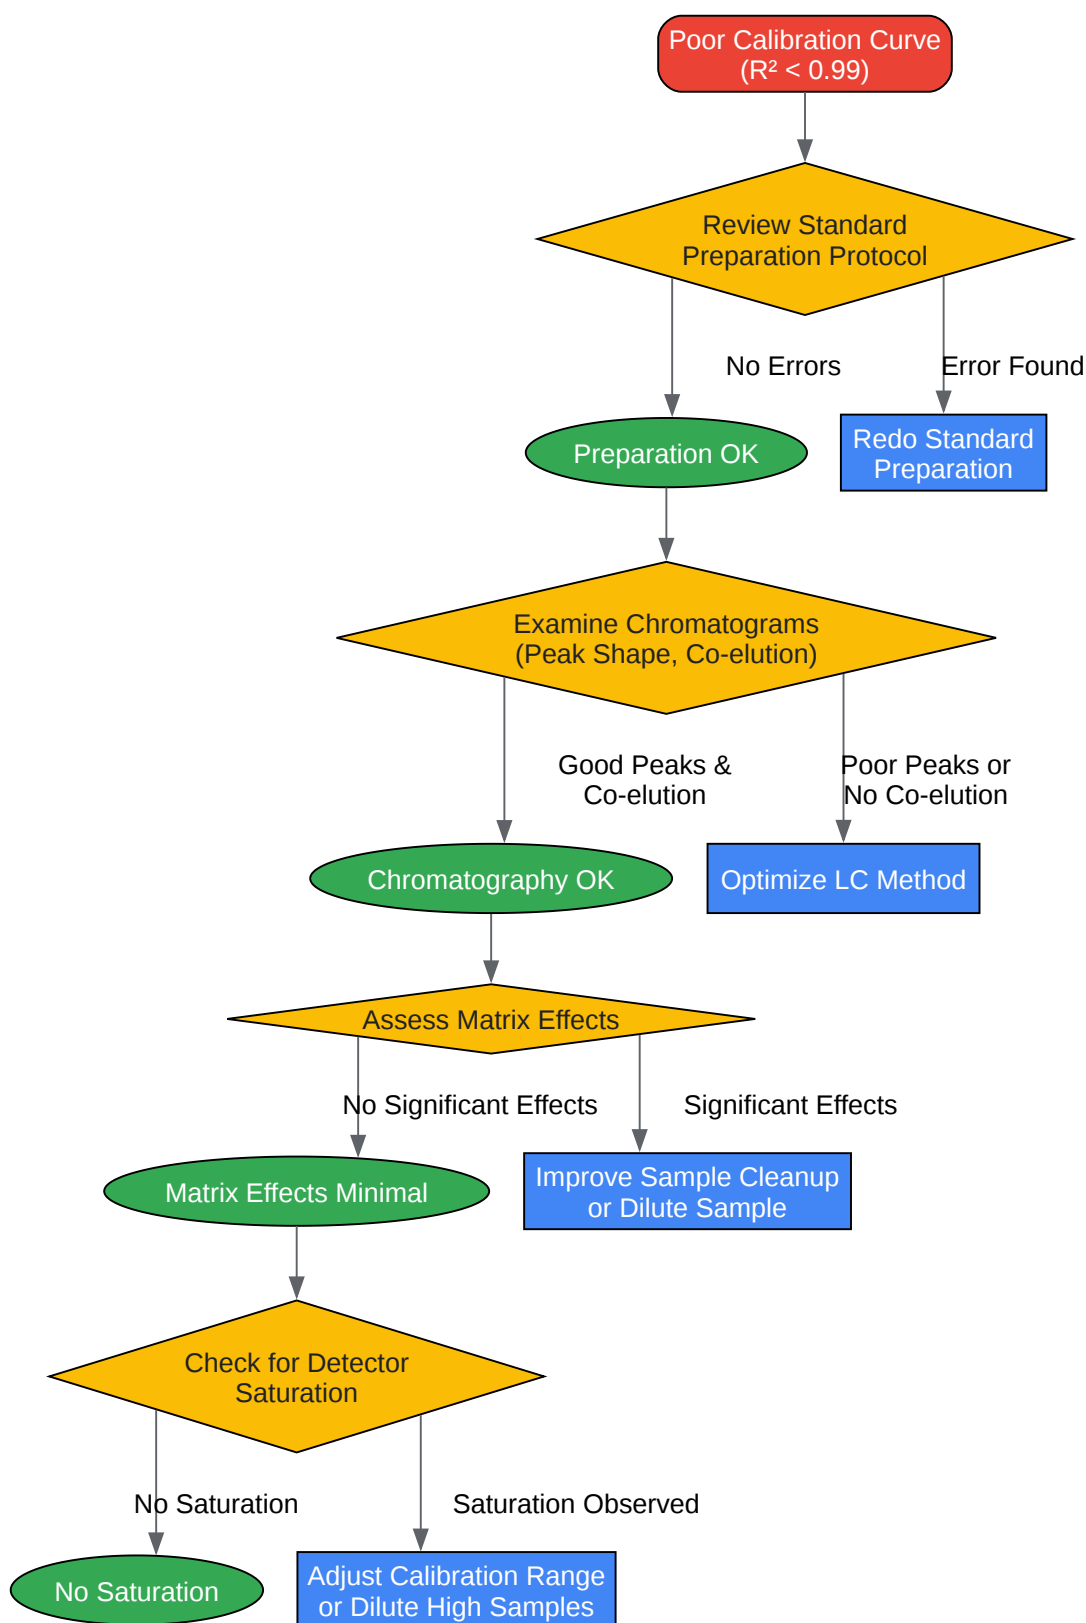 Poor Calibration Curve
(R² < 0.99)
Review Standard
Preparation Protocol
No Errors
Error Found
Preparation OK
Redo Standard
Preparation
Examine Chromatograms
(Peak Shape, Co-elution)
Good Peaks &
Co-elution
Poor Peaks or
No Co-elution
Chromatography OK
Optimize LC Method
Assess Matrix Effects
No Significant Effects
Significant Effects
Matrix Effects Minimal
Improve Sample Cleanup
or Dilute Sample
Check for Detector
Saturation
No Saturation
Saturation Observed
No Saturation
Adjust Calibration Range
or Dilute High Samples